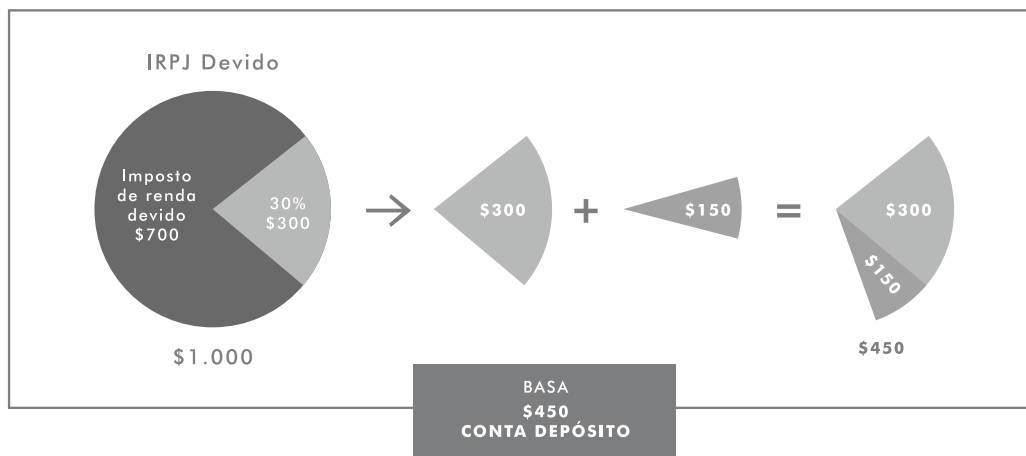 IRPJ Devido
Imposto
de renda
devido
$700
30%
$300
$300
+
$150
=
$300
$150
$450
$1.000
BASA
$450
CONTA DEPÓSITO